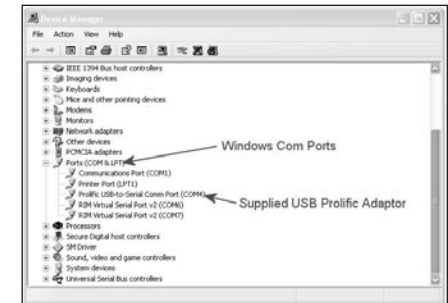 Device Manager
File Action View Help
IEEE 1394 Bus host controllers
Imaging devices
Keyboards
Mice and other pointing devices
Modems
Monitors
Network adapters
Other devices
PCMCIA adapters
Ports (COM & LPT)
Communications Port (COM1)
Printer Port (LPT1)
Prolific USB-to-Serial Comm Port (COM4)
RIM Virtual Serial Port v2 (COM6)
RIM Virtual Serial Port v2 (COM7)
Processors
Secure Digital host controllers
SM Driver
Sound, video and game controllers
System devices
Universal Serial Bus controllers
Windows Com Ports
Supplied USB Prolific Adaptor